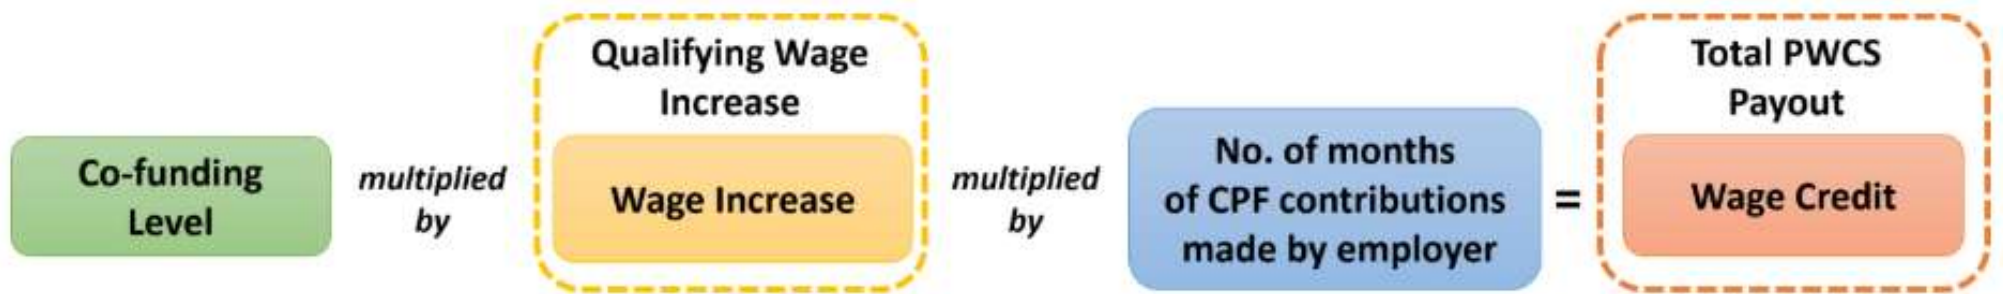 Co-funding
Level
multiplied
by
Qualifying Wage
Increase
Wage Increase
multiplied
by
No. of months
of CPF contributions
made by employer
=
Total PWCS
Payout
Wage Credit